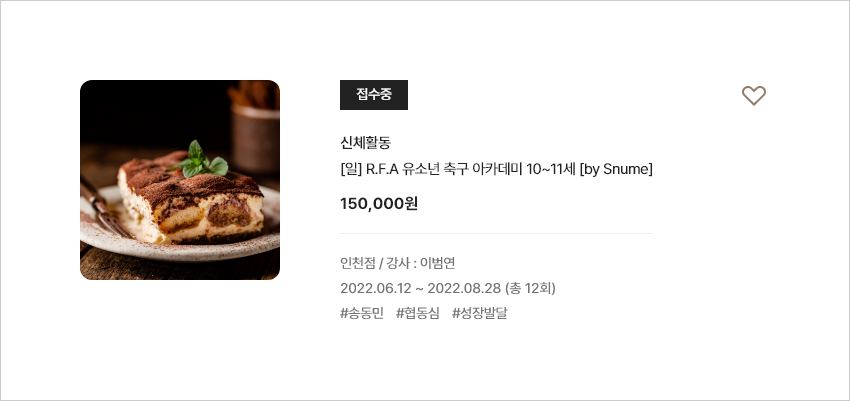 접수중
신체활동
[일] R.F.A 유소년 축구 아카데미 10~11세 [by Snume]
150,000원
인천점 / 강사 : 이범연
2022.06.12 ~ 2022.08.28 (총 12회)
#송동민 #협동심 #성장발달